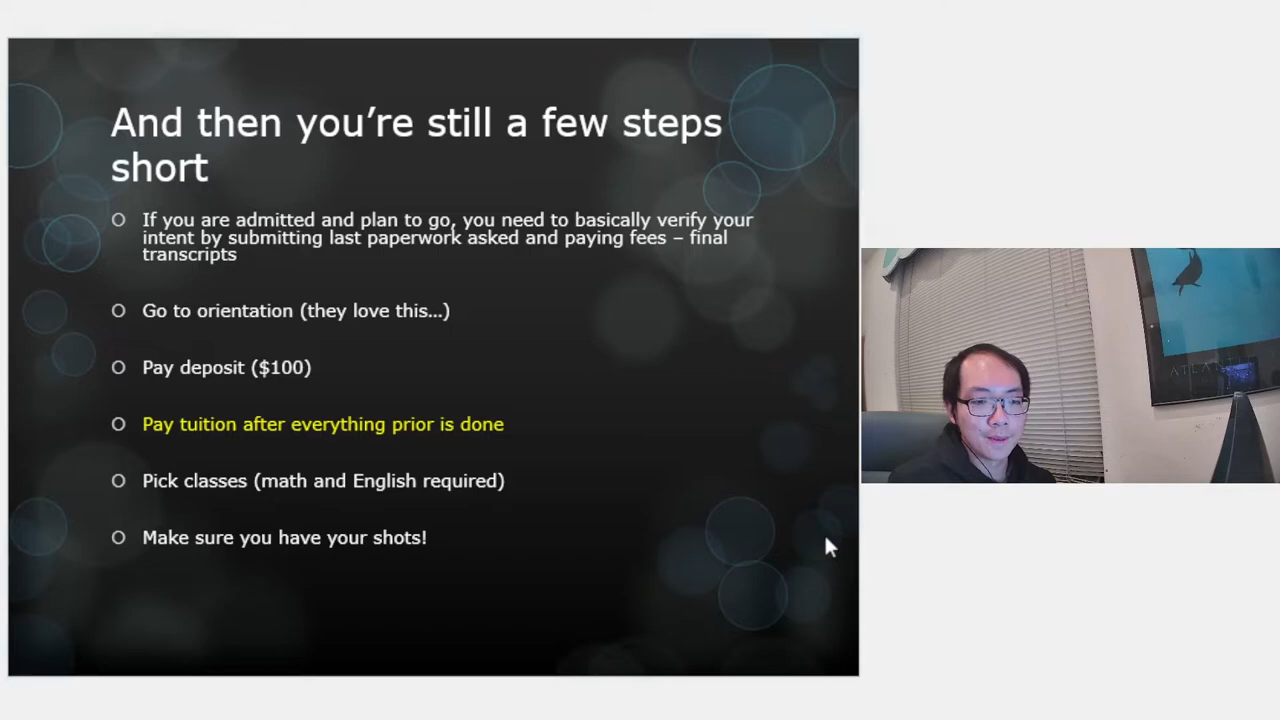 And then you’re still a few steps
short
If you are admitted and plan to go, you need to basically verify your
intent by submitting last paperwork asked and paying fees – final
transcripts
Go to orientation (they love this…)
Pay deposit ($100)
Pay tuition after everything prior is done
Pick classes (math and English required)
Make sure you have your shots!